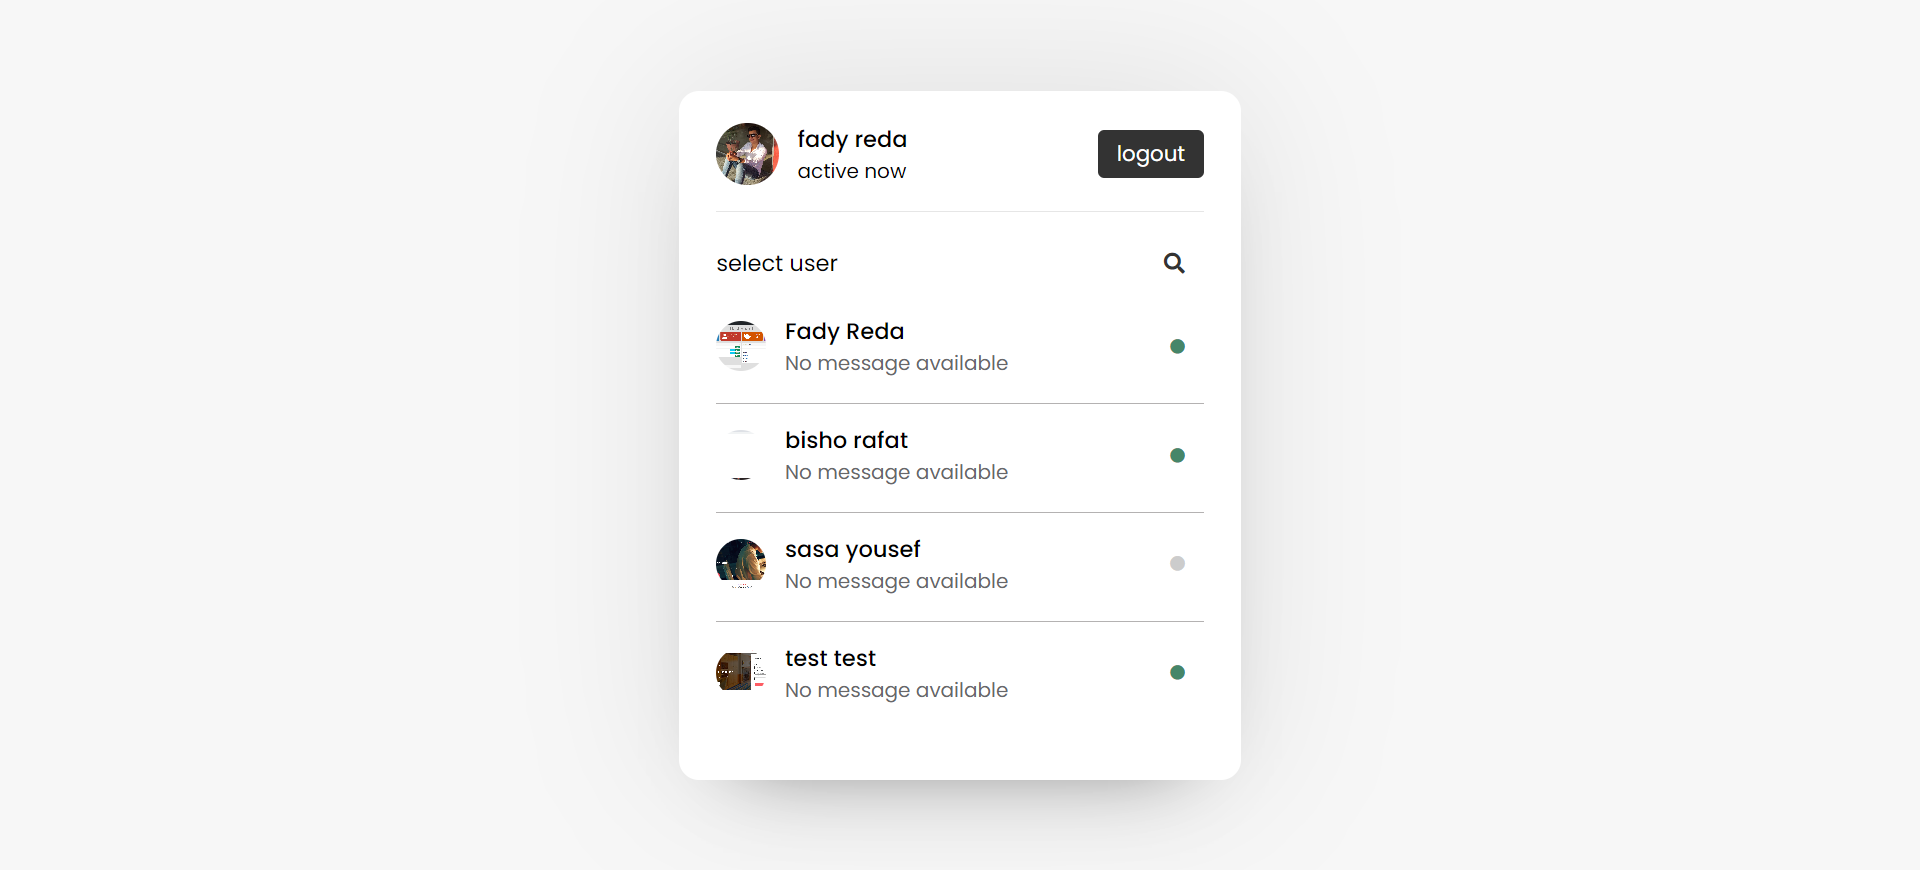 fady reda
active now
logout
select user
Fady Reda
No message available
bisho rafat
No message available
sasa yousef
No message available
test test
No message available